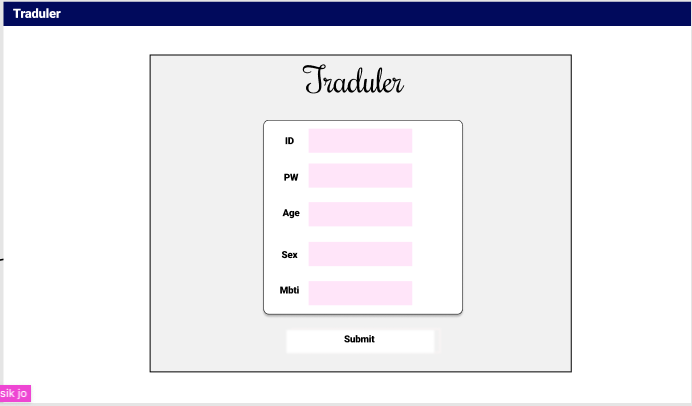 Traduler
Traduler
ID
PW
Age
Sex
Mbti
Submit
sik jo